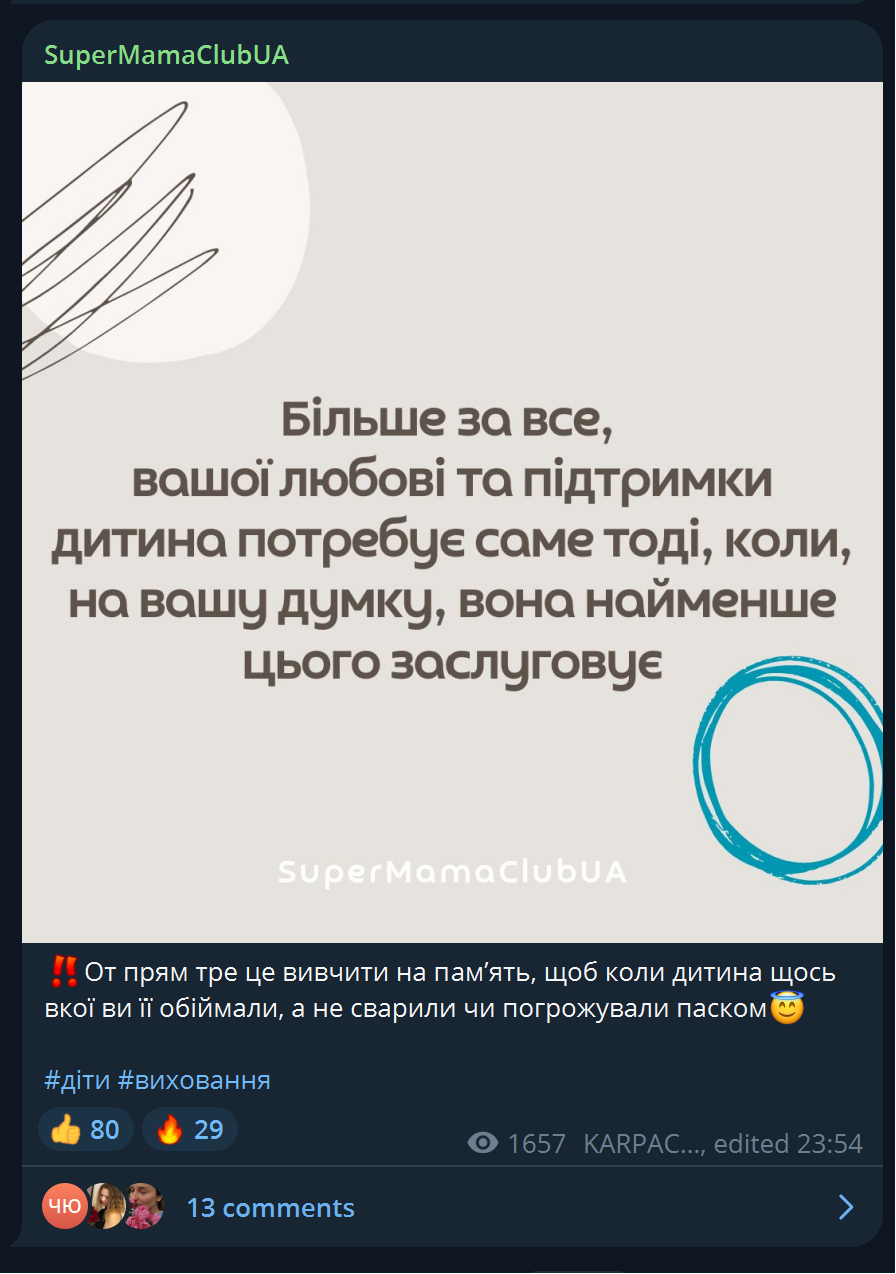 SuperMamaClubUA
Більше за все,
вашої любові та підтримки
дитина потребує саме тоді, коли,
на вашу думку, вона найменше
цього заслуговує
SuperMamaClubUA
‼️От прям тре це вивчити на пам’ять, щоб коли дитина щось
вкої ви її обіймали, а не сварили чи погрожували паском😇
#діти #виховання
👍 80 🔥 29
1657 KARPAC..., edited 23:54
ЧЮ 13 comments